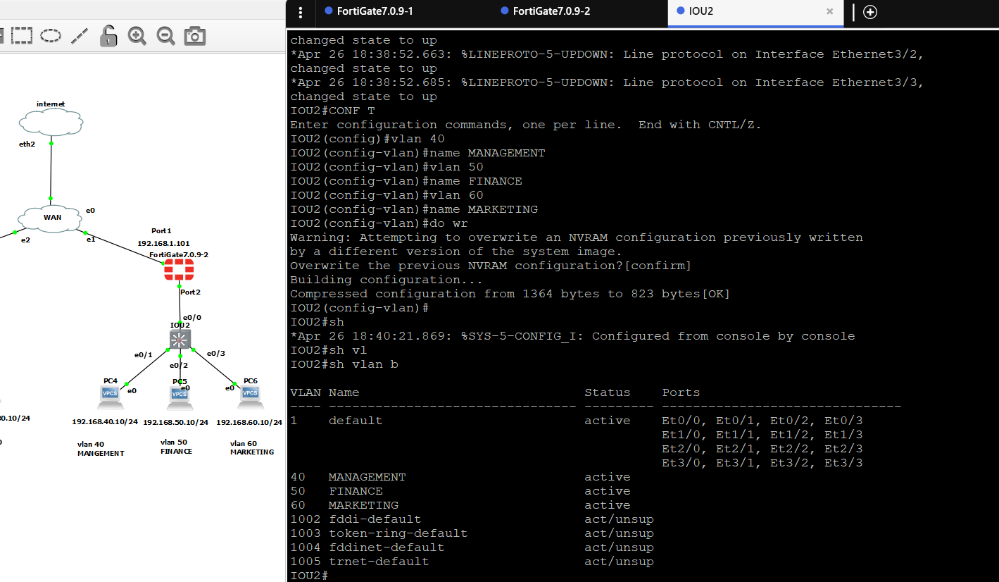 FortiGate7.0.9-1
FortiGate7.0.9-2
IOU2
internet
eth2
WAN
e0
e2
e1
Port1
192.168.1.101
FortiGate7.0.9-2
Port2
e0/0
IOU2
e0/1
e0/2
e0/3
PC4
e0
PC5
e0
PC6
e0
VPCS
VPCS
VPCS
80.10/24
192.168.40.10/24
192.168.50.10/24
192.168.60.10/24
0
vlan 40
MANGEMENT
vlan 50
FINANCE
vlan 60
MARKETING
changed state to up
*Apr 26 18:38:52.663: %LINEPROTO-5-UPDOWN: Line protocol on Interface Ethernet3/2,
changed state to up
*Apr 26 18:38:52.685: %LINEPROTO-5-UPDOWN: Line protocol on Interface Ethernet3/3,
changed state to up
IOU2#CONF T
Enter configuration commands, one per line.  End with CNTL/Z.
IOU2(config)#vlan 40
IOU2(config-vlan)#name MANAGEMENT
IOU2(config-vlan)#vlan 50
IOU2(config-vlan)#name FINANCE
IOU2(config-vlan)#vlan 60
IOU2(config-vlan)#name MARKETING
IOU2(config-vlan)#do wr
Warning: Attempting to overwrite an NVRAM configuration previously written
by a different version of the system image.
Overwrite the previous NVRAM configuration?[confirm]
Building configuration...
Compressed configuration from 1364 bytes to 823 bytes[OK]
IOU2(config-vlan)#
IOU2#sh
*Apr 26 18:40:21.869: %SYS-5-CONFIG_I: Configured from console by console
IOU2#sh vl
IOU2#sh vlan b
VLAN Name                             Status    Ports
---- -------------------------------- --------- -------------------------------
1    default                          active    Et0/0, Et0/1, Et0/2, Et0/3
                                                Et1/0, Et1/1, Et1/2, Et1/3
                                                Et2/0, Et2/1, Et2/2, Et2/3
                                                Et3/0, Et3/1, Et3/2, Et3/3
40   MANAGEMENT                       active
50   FINANCE                          active
60   MARKETING                        active
1002 fddi-default                     act/unsup
1003 token-ring-default               act/unsup
1004 fddinet-default                  act/unsup
1005 trnet-default                    act/unsup
IOU2#